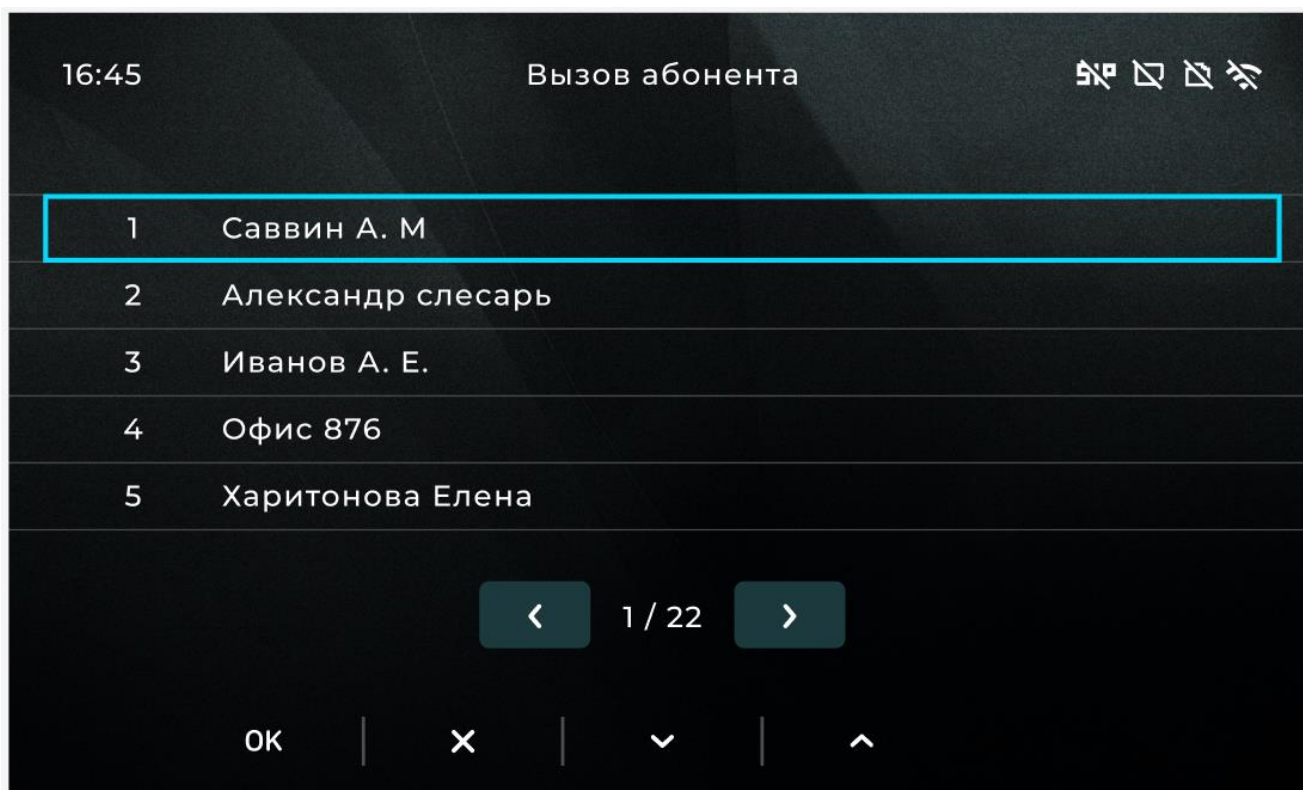 16:45 Вызов абонента SIP
1 Саввин А. М
2 Александр слесарь
3 Иванов А. Е.
4 Офис 876
5 Харитонова Елена
1 / 22
OK